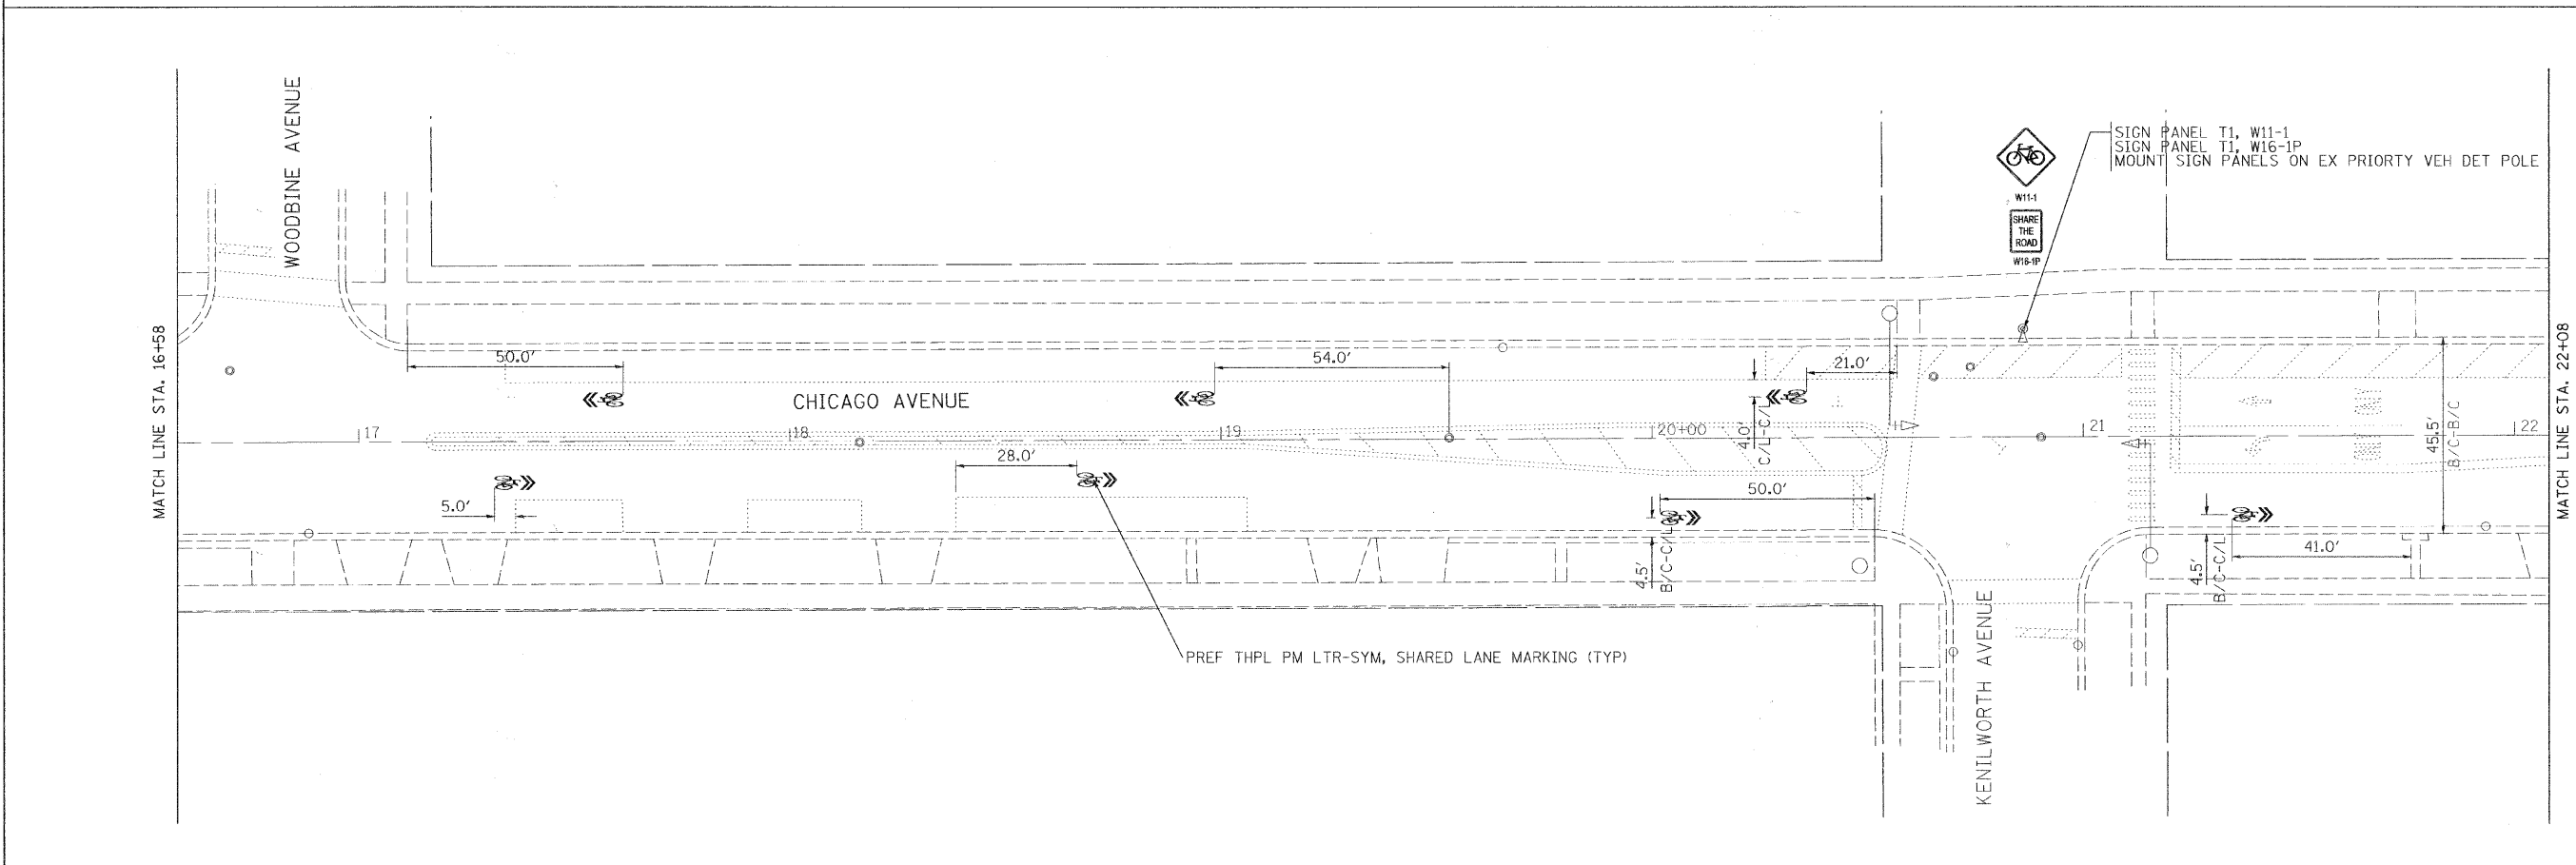 WOODBINE AVENUE
SIGN PANEL T1, W11-1
SIGN PANEL T1, W16-1P
MOUNT SIGN PANELS ON EX PRIORTY VEH DET POLE
W11-1
SHARE
THE
ROAD
W16-1P
MATCH LINE STA. 16+58
MATCH LINE STA. 22+08
50.0'
54.0'
21.0'
CHICAGO AVENUE
4.0'
C/L-C/L
17
18
19
20+00
21
22
45.5'
B/C-B/C
28.0'
50.0'
5.0'
4.5'
B/C-C/L
4.5'
B/C-C/L
41.0'
PREF THPL PM LTR-SYM, SHARED LANE MARKING (TYP)
KENILWORTH AVENUE